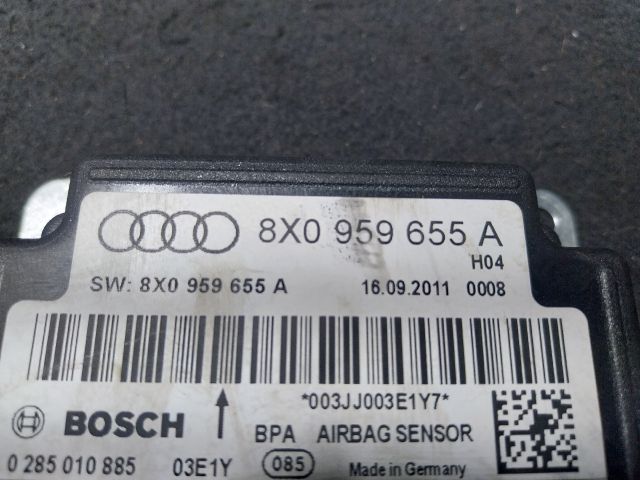 8X0 959 655 A
H04
SW: 8X0 959 655 A 16.09.2011 0008
*003JJ003E1Y7*
BOSCH BPA AIRBAG SENSOR
0 285 010 885 03E1Y 085 Made in Germany